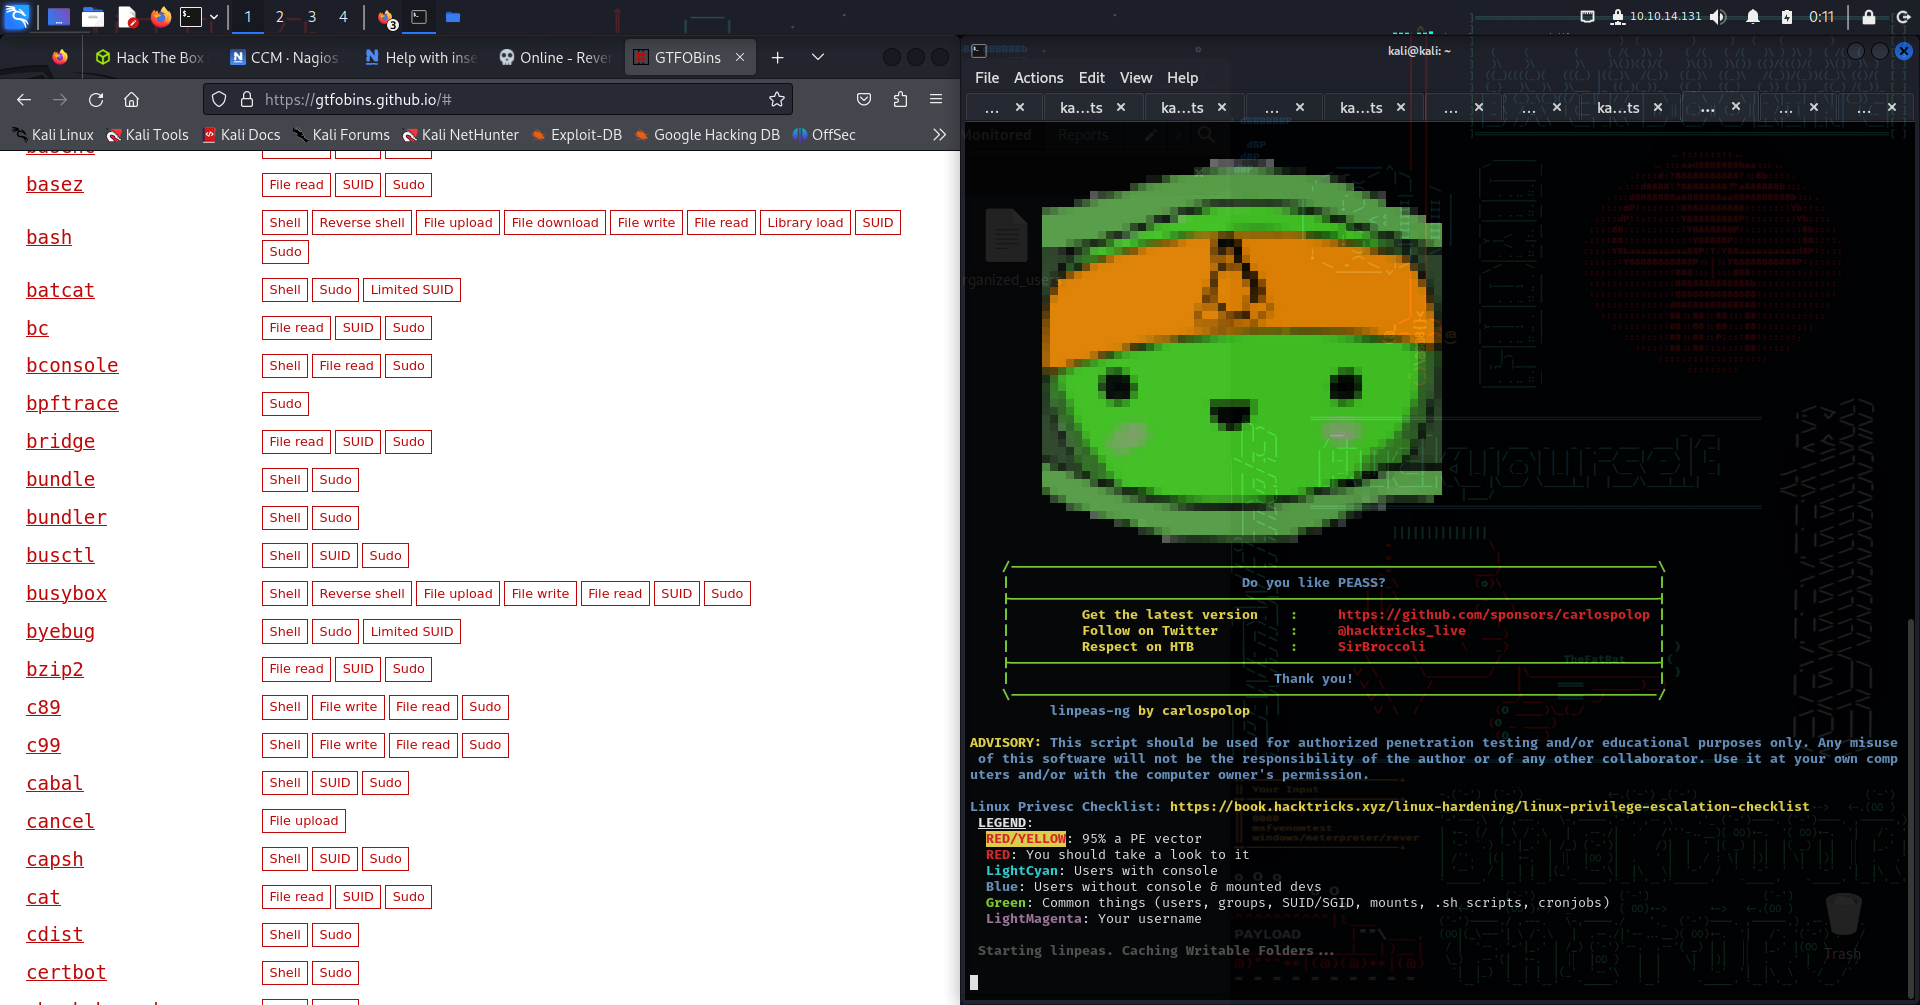 1 2 3 4
3
10.10.14.131
0:11
Hack The Box
CCM · Nagios
Help with inse
Online - Rever
GTFOBins
https://gtfobins.github.io/#
Kali Linux
Kali Tools
Kali Docs
Kali Forums
Kali NetHunter
Exploit-DB
Google Hacking DB
OffSec
basez File read SUID Sudo
bash Shell Reverse shell File upload File download File write File read Library load SUID
Sudo
batcat Shell Sudo Limited SUID
bc File read SUID Sudo
bconsole Shell File read Sudo
bpftrace Sudo
bridge File read SUID Sudo
bundle Shell Sudo
bundler Shell Sudo
busctl Shell SUID Sudo
busybox Shell Reverse shell File upload File write File read SUID Sudo
byebug Shell Sudo Limited SUID
bzip2 File read SUID Sudo
c89 Shell File write File read Sudo
c99 Shell File write File read Sudo
cabal Shell SUID Sudo
cancel File upload
capsh Shell SUID Sudo
cat File read SUID Sudo
cdist Shell Sudo
certbot Shell Sudo
kali@kali: ~
File Actions Edit View Help
... ka...ts ka...ts ... ka...ts ... ... ka...ts ... ... ...
Monitored
Reports
Do you like PEASS?
Get the latest version : https://github.com/sponsors/carlospolop
Follow on Twitter : @hacktricks_live
Respect on HTB : SirBroccoli
Thank you!
TheFatRat
linpeas-ng by carlospolop
ADVISORY: This script should be used for authorized penetration testing and/or educational purposes only. Any misuse
of this software will not be the responsibility of the author or of any other collaborator. Use it at your own comp
uters and/or with the computer owner's permission.
Your Input
Linux Privesc Checklist: https://book.hacktricks.xyz/linux-hardening/linux-privilege-escalation-checklist
LEGEND:
msfvenomtest
RED/YELLOW: 95% a PE vector
windows/meterpreter/rever
RED: You should take a look to it
LightCyan: Users with console
Blue: Users without console & mounted devs
Green: Common things (users, groups, SUID/SGID, mounts, .sh scripts, cronjobs)
LightMagenta: Your username
PAYLOAD
Starting linpeas. Caching Writable Folders...
Trash